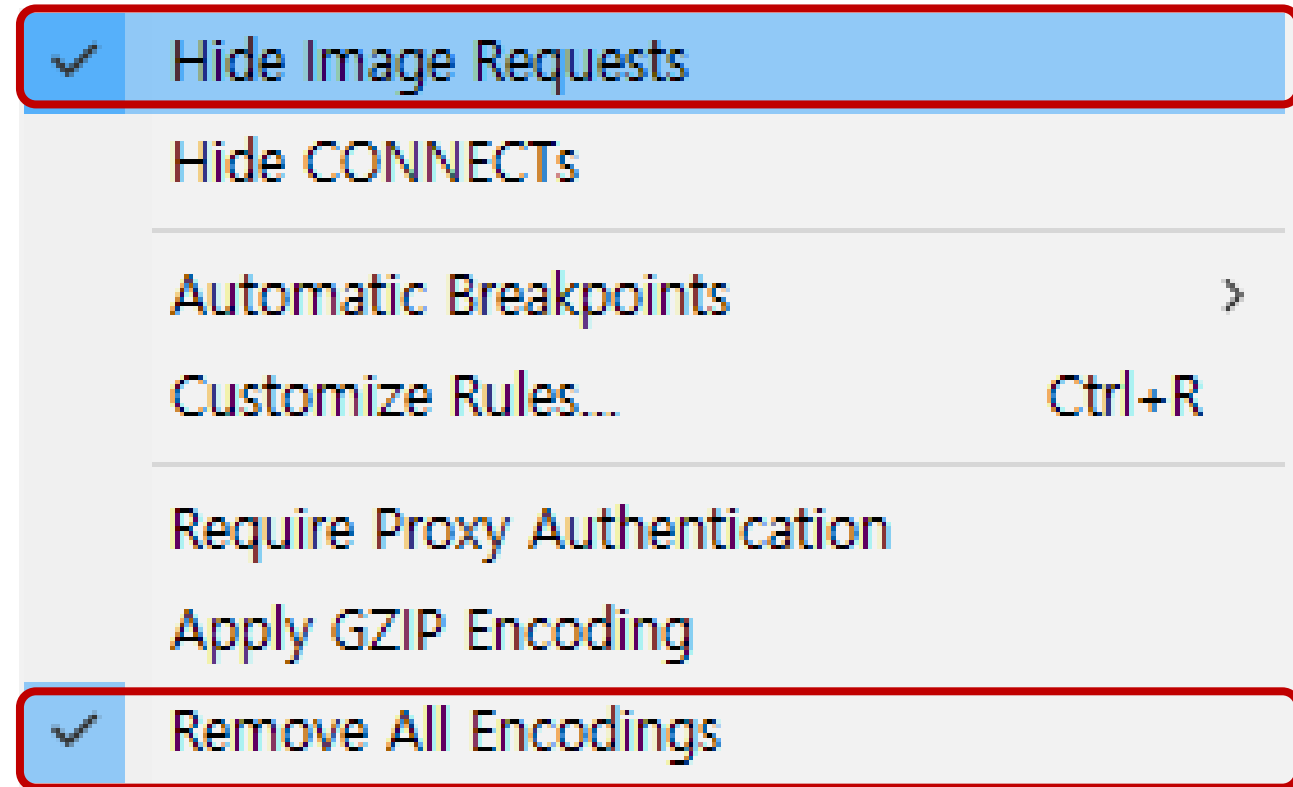 Hide Image Requests
Hide CONNECTs
Automatic Breakpoints
Customize Rules... Ctrl+R
Require Proxy Authentication
Apply GZIP Encoding
Remove All Encodings